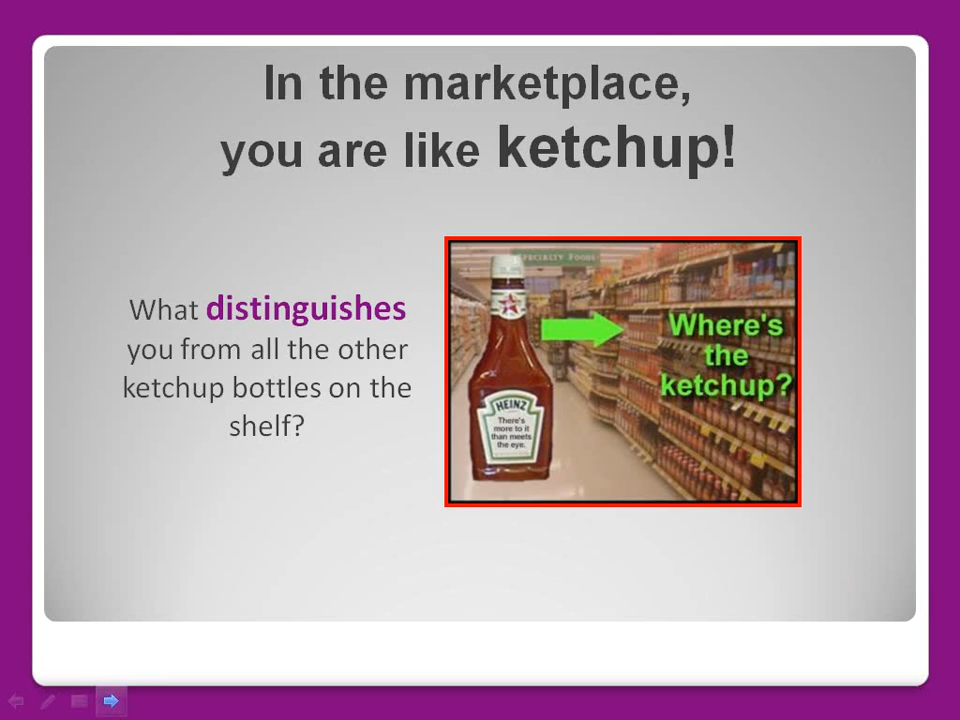 In the marketplace,
you are like ketchup!
What distinguishes
you from all the other
ketchup bottles on the
shelf?
SPECIALTY FOODS
Where's
the
ketchup?
HEINZ
There's
more to it
than meets
the eye.